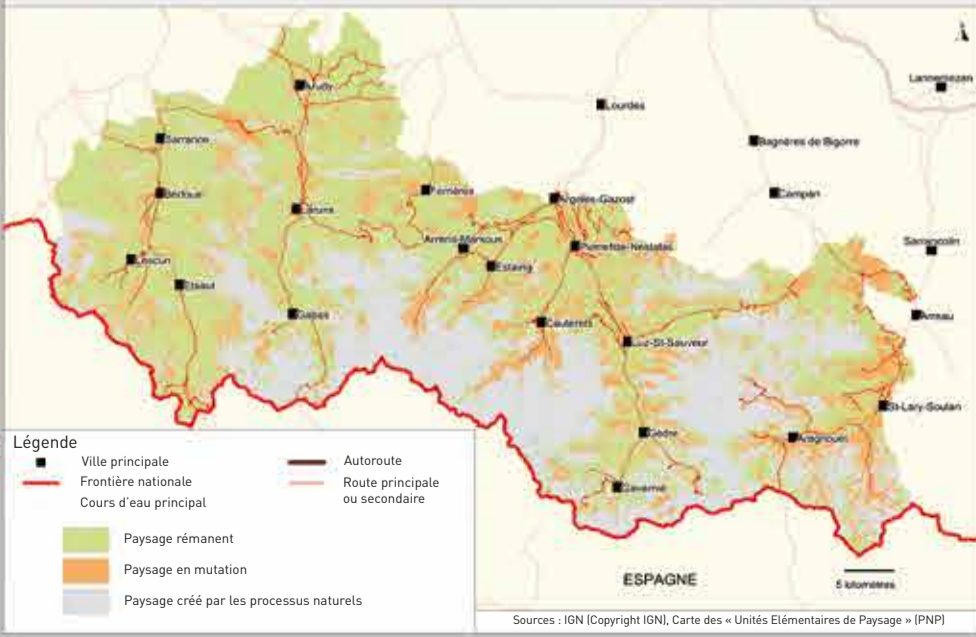 Lannemezan
Arudy
Lourdes
Sarrance
Bagnères de Bigorre
Bedous
Ferrières
Campan
Laruns
Argelès-Gazost
Arrens-Marsous
Pierrefitte-Nestalas
Sarrancolin
Lescun
Estaing
Etsaut
Gabas
Cauterets
Arreau
Luz-St-Sauveur
St-Lary-Soulan
Gèdre
Aragnouet
Gavarnie
Légende
Ville principale
Autoroute
Frontière nationale
Route principale
ou secondaire
Cours d'eau principal
Paysage rémanent
Paysage en mutation
Paysage créé par les processus naturels
ESPAGNE
5 kilomètres
Sources : IGN (Copyright IGN), Carte des « Unités Elémentaires de Paysage » (PNP)